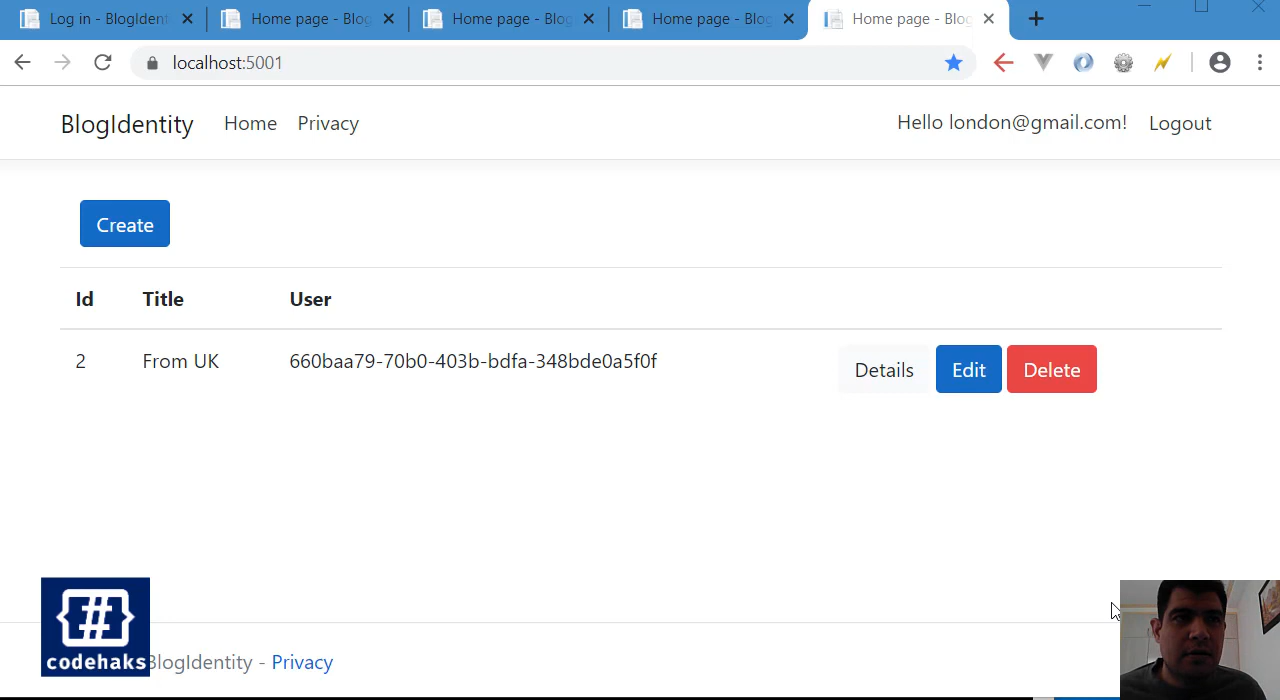 Log in - BlogIdent
Home page - Blog
Home page - Blog
Home page - Blog
Home page - Blog
localhost:5001
BlogIdentity Home Privacy Hello london@gmail.com! Logout
Create
Id Title User
2 From UK 660baa79-70b0-403b-bdfa-348bde0a5f0f Details Edit Delete
{#}
codehaks
BlogIdentity - Privacy